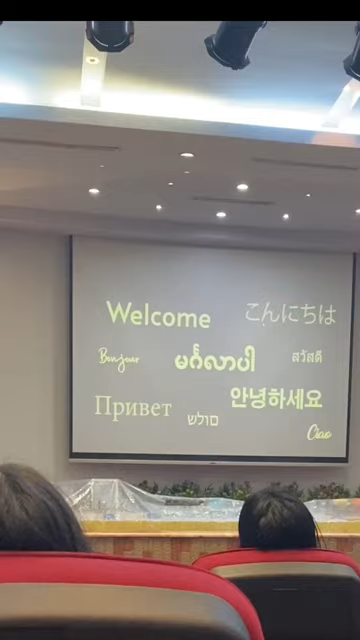 Welcome
こんにちは
Bonjour
မင်္ဂလာပါ
สวัสดี
Привет
안녕하세요
םולש
Ciao